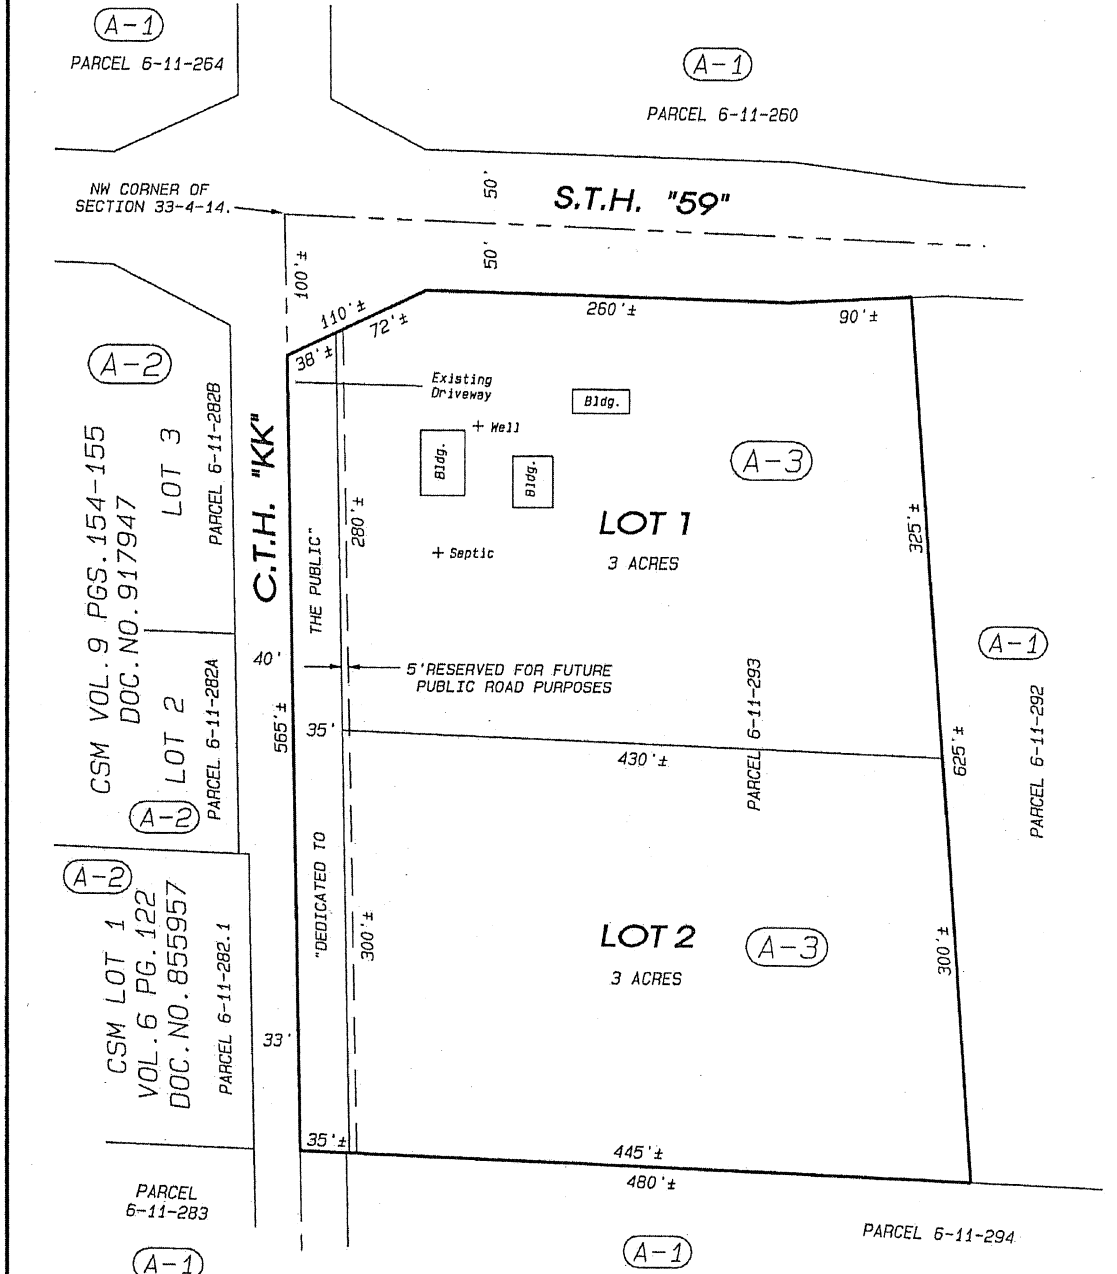 A-1
PARCEL 6-11-264
A-1
PARCEL 6-11-260
NW CORNER OF
SECTION 33-4-14.
50'
S.T.H. "59"
50'
100'±
110'±
72'±
38'±
260'±
90'±
A-2
CSM VOL.9 PGS.154-155
DOC.NO.917947
LOT 3
PARCEL 6-11-282B
C.T.H. "KK"
Existing
Driveway
Bldg.
+ Well
Bldg.
Bldg.
A-3
LOT 1
3 ACRES
+ Septic
280'±
325'±
THE PUBLIC"
40'
5'RESERVED FOR FUTURE
PUBLIC ROAD PURPOSES
PARCEL 6-11-293
A-1
PARCEL 6-11-292
LOT 2
PARCEL 6-11-282A
A-2
565'±
35'
430'±
625'±
A-2
CSM LOT 1
VOL.6 PG.122
DOC.NO.855957
PARCEL 6-11-282.1
"DEDICATED TO
300'±
LOT 2
3 ACRES
A-3
300'±
33'
35'±
445'±
480'±
PARCEL
6-11-283
A-1
A-1
PARCEL 6-11-294